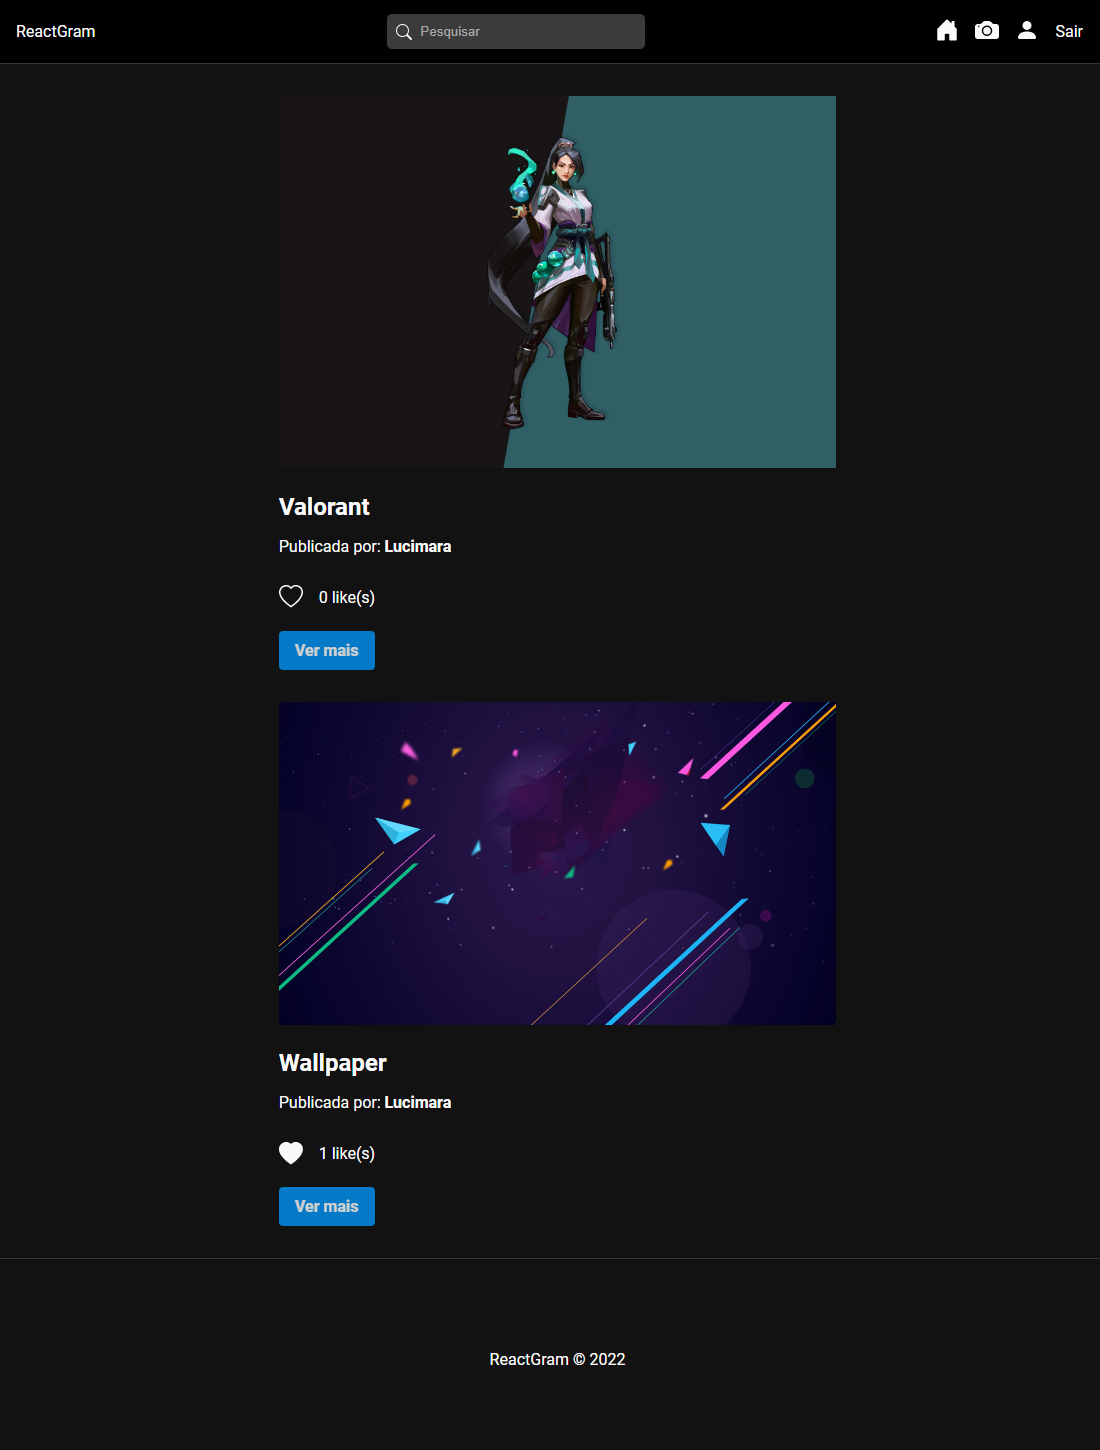 ReactGram
Pesquisar
Sair
Valorant
Publicada por: Lucimara
0 like(s)
Ver mais
Wallpaper
Publicada por: Lucimara
1 like(s)
Ver mais
ReactGram © 2022